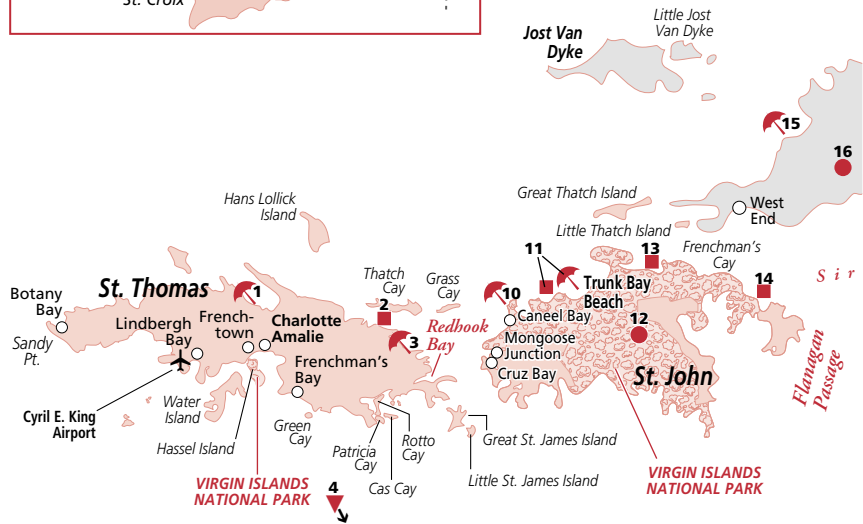 St. Croix
Jost Van
Dyke
Little Jost
Van Dyke
15
16
Great Thatch Island
West
End
Hans Lollick
Island
Little Thatch Island
11
13
Frenchman's
Cay
St. Thomas
1
Thatch
Cay
Grass
Cay
10
Trunk Bay
Beach
14
Sir
Botany
Bay
2
Caneel Bay
Lindbergh
Bay
French-
town
Charlotte
Amalie
3
Redhook
Bay
12
Sandy
Pt.
Mongoose
Junction
Cruz Bay
Frenchman's
Bay
St. John
Flanagan
Passage
Cyril E. King
Airport
Water
Island
Hassel Island
Green
Cay
Patricia
Cay
Rotto
Cay
Cas Cay
Great St. James Island
Little St. James Island
VIRGIN ISLANDS
NATIONAL PARK
4
VIRGIN ISLANDS
NATIONAL PARK